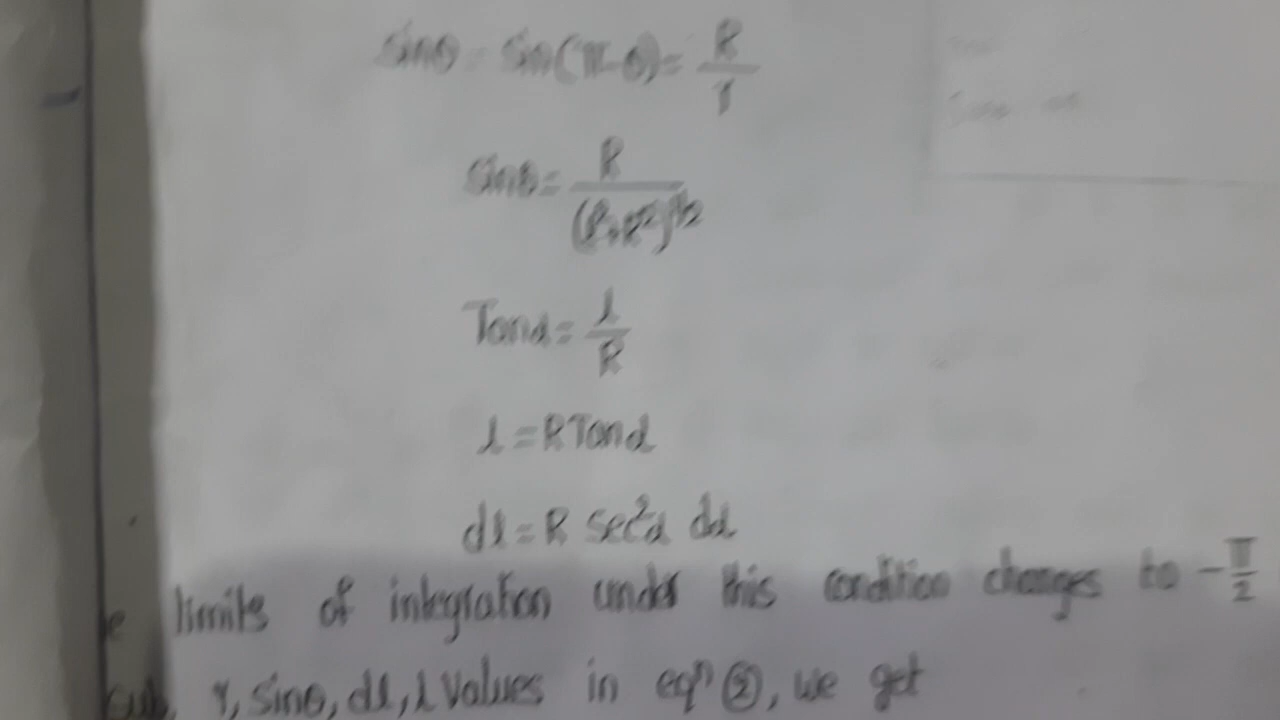 sinθ = sin(π-θ) = R/r
sinθ = R/(l²+R²)^½
Tanα = l/R
l = R Tanα
dl = R sec²α dα
e limits of integration under this condition changes to -π/2
sub r, sinθ, dl, l values in eqⁿ ②, we get